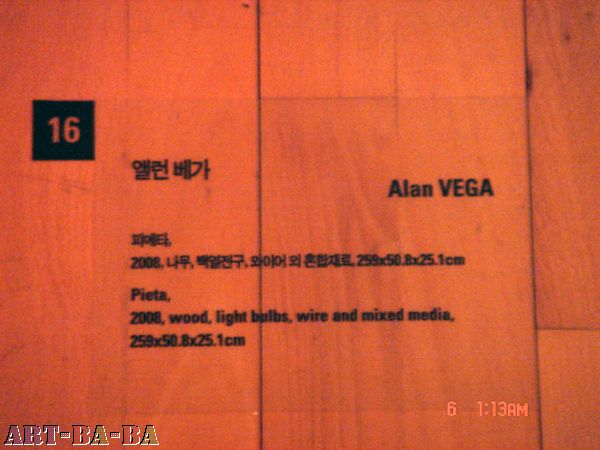 16
앨런 베가
Alan VEGA
피에타,
2008, 나무, 백열전구, 와이어 외 혼합재료, 259x50.8x25.1cm
Pieta,
2008, wood, light bulbs, wire and mixed media,
259x50.8x25.1cm
6 1:13AM
ART-BA-BA